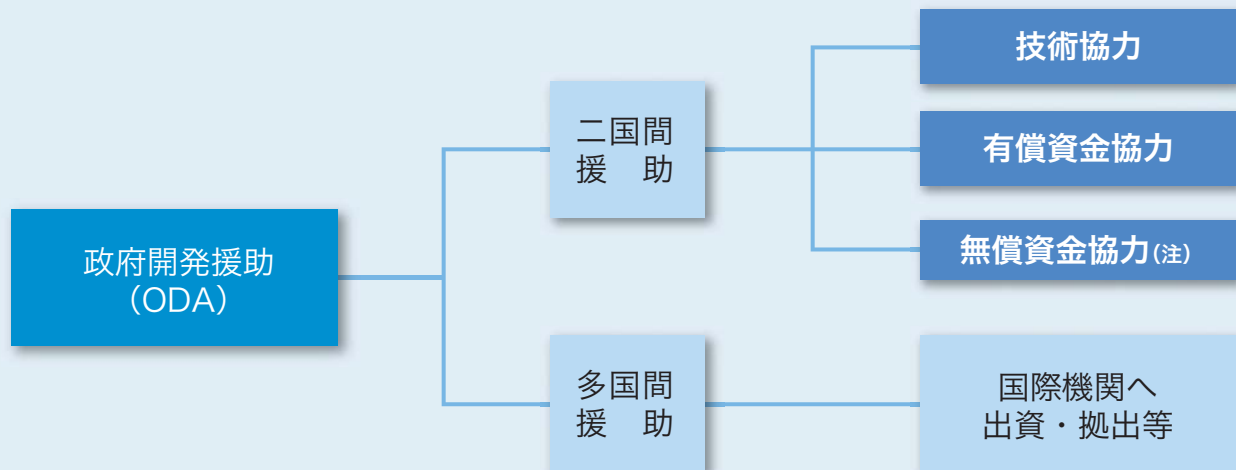 政府開発援助
（ODA）
二国間
援　助
技術協力
有償資金協力
無償資金協力(注)
多国間
援　助
国際機関へ
出資・拠出等